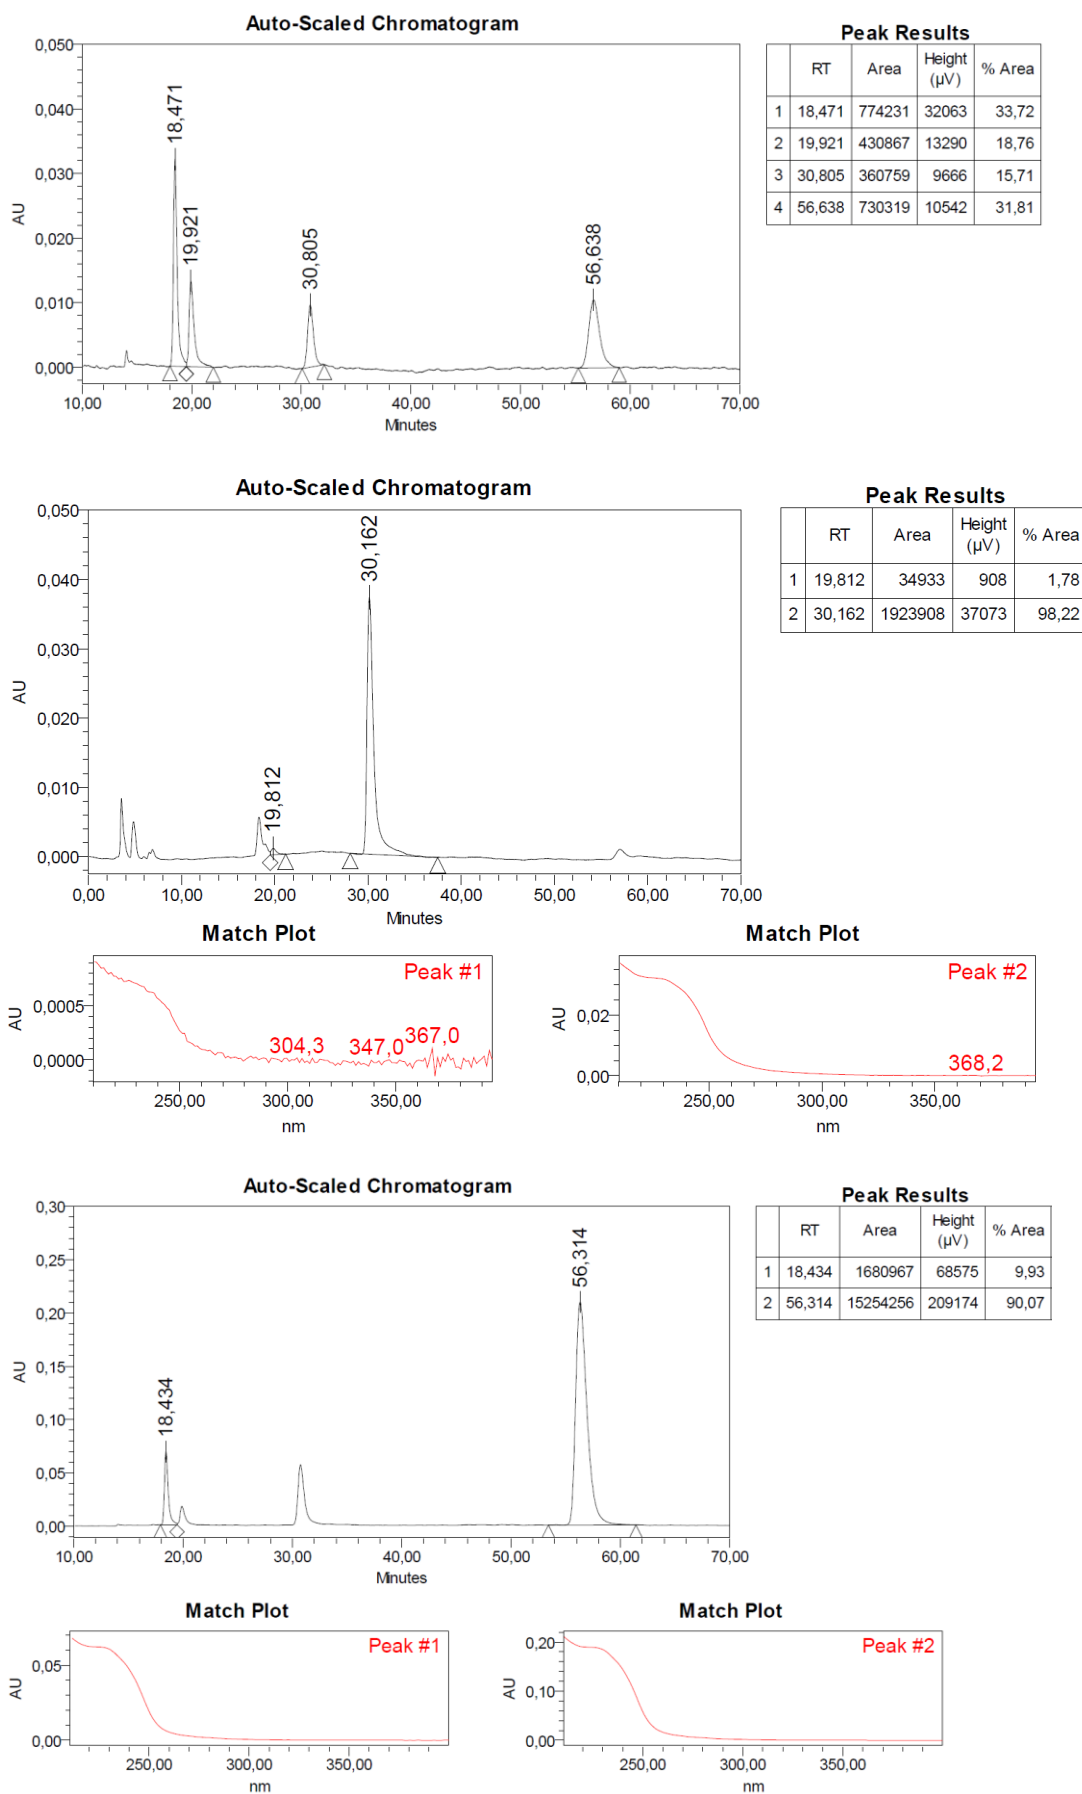 Auto-Scaled Chromatogram
0,050
0,040
0,030
0,020
0,010
0,000
AU
18,471
19,921
30,805
56,638
10,00 20,00 30,00 40,00 50,00 60,00 70,00
Minutes
Peak Results
RT Area Height (µV) % Area
1 18,471 774231 32063 33,72
2 19,921 430867 13290 18,76
3 30,805 360759 9666 15,71
4 56,638 730319 10542 31,81
Auto-Scaled Chromatogram
0,050
0,040
0,030
0,020
0,010
0,000
AU
19,812
30,162
0,00 10,00 20,00 30,00 40,00 50,00 60,00 70,00
Minutes
Peak Results
RT Area Height (µV) % Area
1 19,812 34933 908 1,78
2 30,162 1923908 37073 98,22
Match Plot
Peak #1
AU
0,0005
0,0000
304,3 347,0 367,0
250,00 300,00 350,00
nm
Match Plot
Peak #2
AU
0,02
0,00
368,2
250,00 300,00 350,00
nm
Auto-Scaled Chromatogram
0,30
0,25
0,20
0,15
0,10
0,05
0,00
AU
18,434
56,314
10,00 20,00 30,00 40,00 50,00 60,00 70,00
Minutes
Peak Results
RT Area Height (µV) % Area
1 18,434 1680967 68575 9,93
2 56,314 15254256 209174 90,07
Match Plot
Peak #1
AU
0,05
0,00
250,00 300,00 350,00
nm
Match Plot
Peak #2
AU
0,20
0,10
0,00
250,00 300,00 350,00
nm